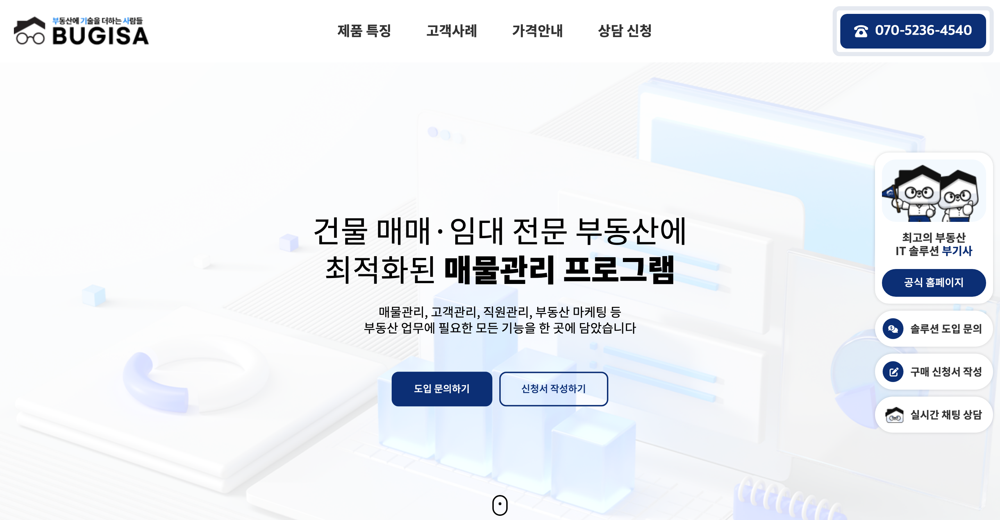 부동산에 기술을 더하는 사람들
BUGISA
제품 특징
고객사례
가격안내
상담 신청
070-5236-4540
건물 매매·임대 전문 부동산에
최적화된 매물관리 프로그램
매물관리, 고객관리, 직원관리, 부동산 마케팅 등
부동산 업무에 필요한 모든 기능을 한 곳에 담았습니다
도입 문의하기
신청서 작성하기
최고의 부동산
IT 솔루션 부기사
공식 홈페이지
솔루션 도입 문의
구매 신청서 작성
실시간 채팅 상담